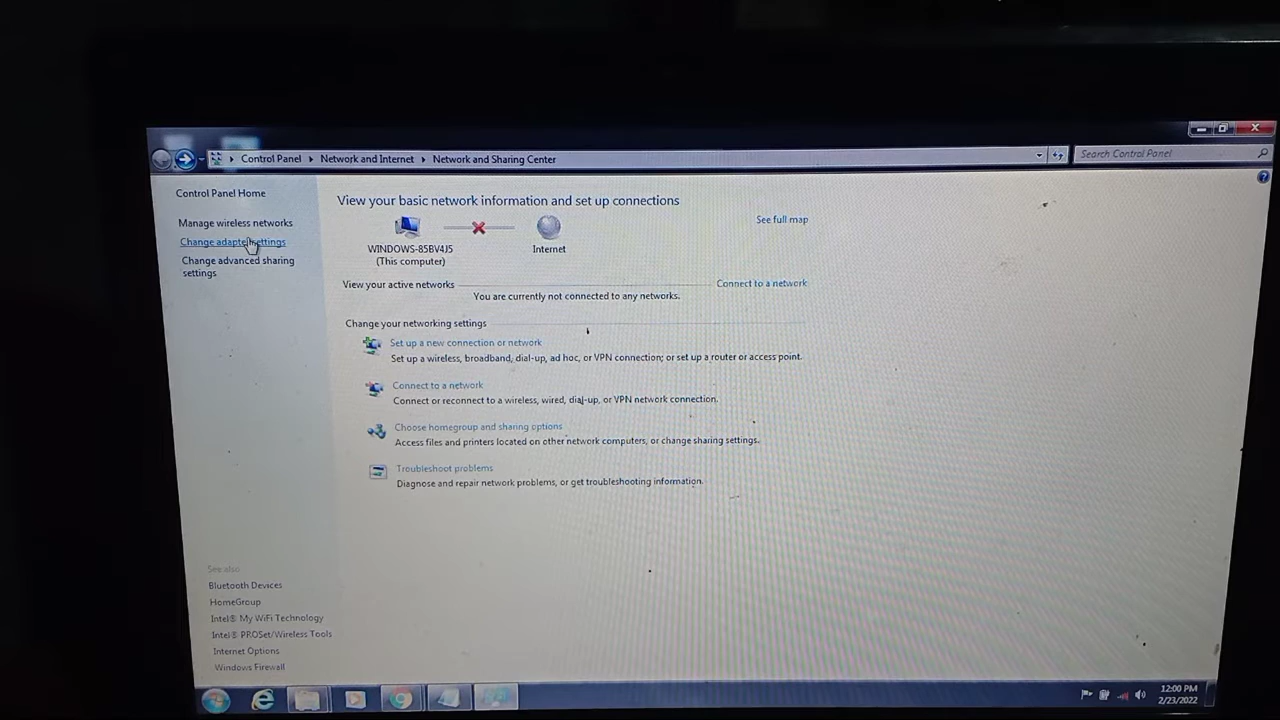 Control Panel Network and Internet Network and Sharing Center
Search Control Panel
Control Panel Home
Manage wireless networks
Change adapter settings
Change advanced sharing
settings
View your basic network information and set up connections
See full map
WINDOWS-85BV4J5
(This computer)
Internet
View your active networks
Connect to a network
You are currently not connected to any networks.
Change your networking settings
Set up a new connection or network
Set up a wireless, broadband, dial-up, ad hoc, or VPN connection; or set up a router or access point.
Connect to a network
Connect or reconnect to a wireless, wired, dial-up, or VPN network connection.
Choose homegroup and sharing options
Access files and printers located on other network computers, or change sharing settings.
Troubleshoot problems
Diagnose and repair network problems, or get troubleshooting information.
See also
Bluetooth Devices
HomeGroup
Intel® My WiFi Technology
Intel® PROSet/Wireless Tools
Internet Options
Windows Firewall
12:00 PM
2/23/2022